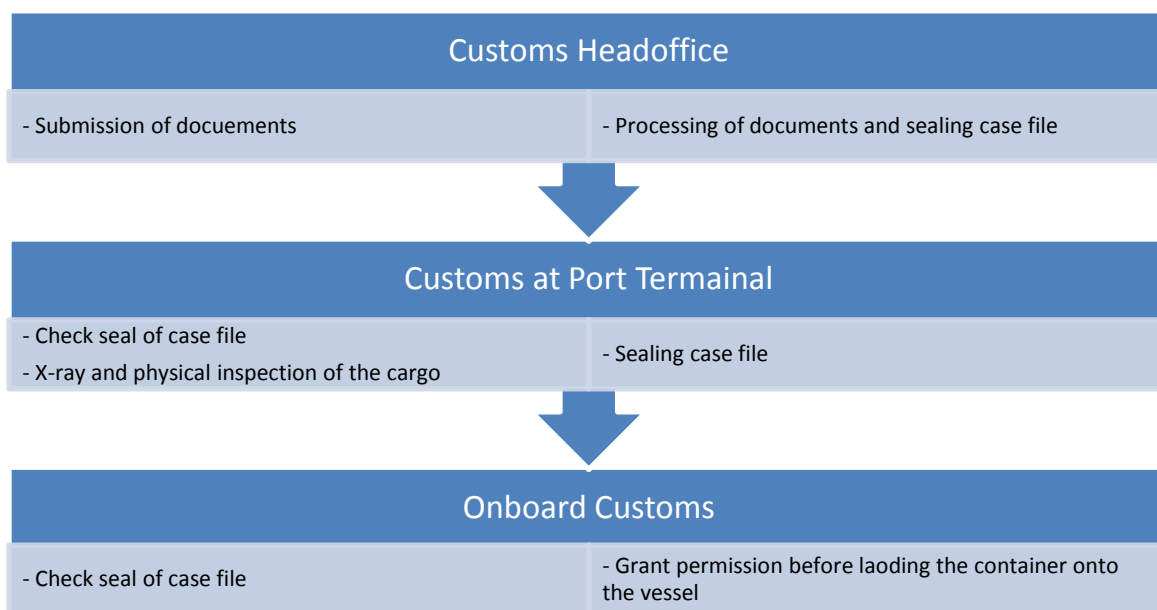 Customs Headoffice
- Submission of docuements
- Processing of documents and sealing case file
Customs at Port Termainal
- Check seal of case file
- X-ray and physical inspection of the cargo
- Sealing case file
Onboard Customs
- Check seal of case file
- Grant permission before laoding the container onto
the vessel